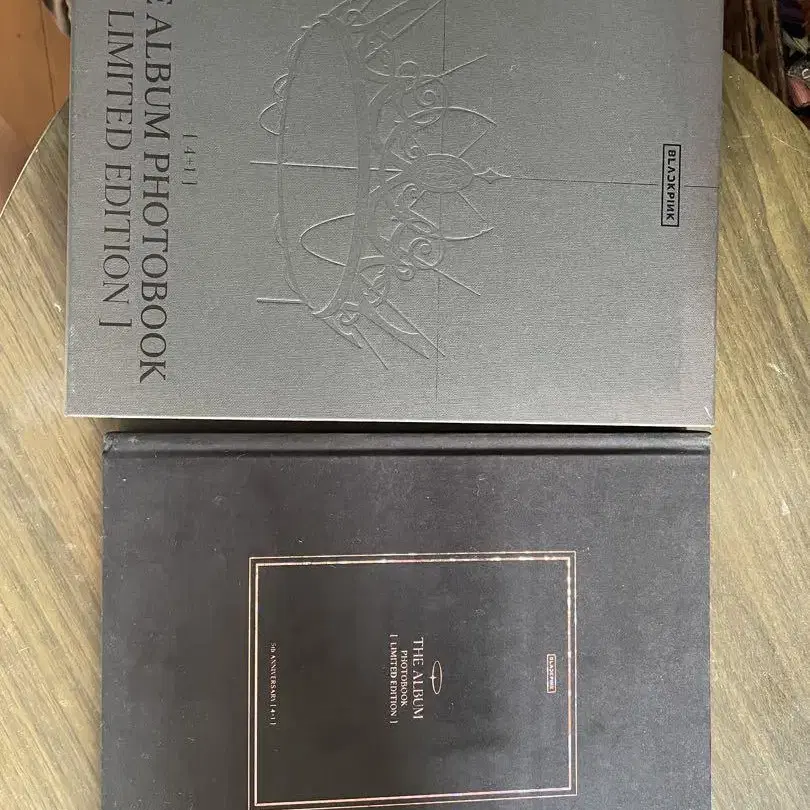 BLACKPINK
[ 4+1 ]
E ALBUM PHOTOBOOK
LIMITED EDITION ]
BLACKPINK
THE ALBUM
PHOTOBOOK
[ LIMITED EDITION ]
5th ANNIVERSARY [ 4+1 ]